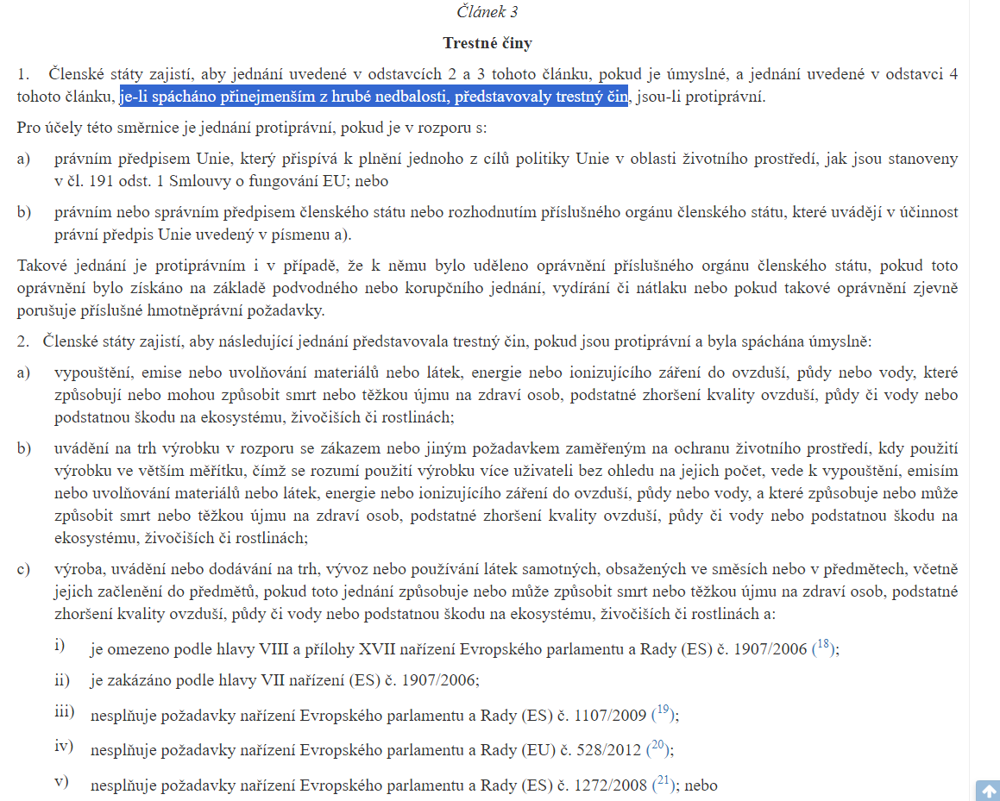 Článek 3
Trestné činy
1. Členské státy zajistí, aby jednání uvedené v odstavcích 2 a 3 tohoto článku, pokud je úmyslné, a jednání uvedené v odstavci 4
tohoto článku, je-li spácháno přinejmenším z hrubé nedbalosti, představovaly trestný čin, jsou-li protiprávní.
Pro účely této směrnice je jednání protiprávní, pokud je v rozporu s:
a) právním předpisem Unie, který přispívá k plnění jednoho z cílů politiky Unie v oblasti životního prostředí, jak jsou stanoveny
v čl. 191 odst. 1 Smlouvy o fungování EU; nebo
b) právním nebo správním předpisem členského státu nebo rozhodnutím příslušného orgánu členského státu, které uvádějí v účinnost
právní předpis Unie uvedený v písmenu a).
Takové jednání je protiprávním i v případě, že k němu bylo uděleno oprávnění příslušného orgánu členského státu, pokud toto
oprávnění bylo získáno na základě podvodného nebo korupčního jednání, vydírání či nátlaku nebo pokud takové oprávnění zjevně
porušuje příslušné hmotněprávní požadavky.
2. Členské státy zajistí, aby následující jednání představovala trestný čin, pokud jsou protiprávní a byla spáchána úmyslně:
a) vypouštění, emise nebo uvolňování materiálů nebo látek, energie nebo ionizujícího záření do ovzduší, půdy nebo vody, které
způsobují nebo mohou způsobit smrt nebo těžkou újmu na zdraví osob, podstatné zhoršení kvality ovzduší, půdy či vody nebo
podstatnou škodu na ekosystému, živočiších či rostlinách;
b) uvádění na trh výrobku v rozporu se zákazem nebo jiným požadavkem zaměřeným na ochranu životního prostředí, kdy použití
výrobku ve větším měřítku, čímž se rozumí použití výrobku více uživateli bez ohledu na jejich počet, vede k vypouštění, emisím
nebo uvolňování materiálů nebo látek, energie nebo ionizujícího záření do ovzduší, půdy nebo vody, a které způsobuje nebo může
způsobit smrt nebo těžkou újmu na zdraví osob, podstatné zhoršení kvality ovzduší, půdy či vody nebo podstatnou škodu na
ekosystému, živočiších či rostlinách;
c) výroba, uvádění nebo dodávání na trh, vývoz nebo používání látek samotných, obsažených ve směsích nebo v předmětech, včetně
jejich začlenění do předmětů, pokud toto jednání způsobuje nebo může způsobit smrt nebo těžkou újmu na zdraví osob, podstatné
zhoršení kvality ovzduší, půdy či vody nebo podstatnou škodu na ekosystému, živočiších či rostlinách a:
i) je omezeno podle hlavy VIII a přílohy XVII nařízení Evropského parlamentu a Rady (ES) č. 1907/2006 (18);
ii) je zakázáno podle hlavy VII nařízení (ES) č. 1907/2006;
iii) nesplňuje požadavky nařízení Evropského parlamentu a Rady (ES) č. 1107/2009 (19);
iv) nesplňuje požadavky nařízení Evropského parlamentu a Rady (EU) č. 528/2012 (20);
v) nesplňuje požadavky nařízení Evropského parlamentu a Rady (ES) č. 1272/2008 (21); nebo